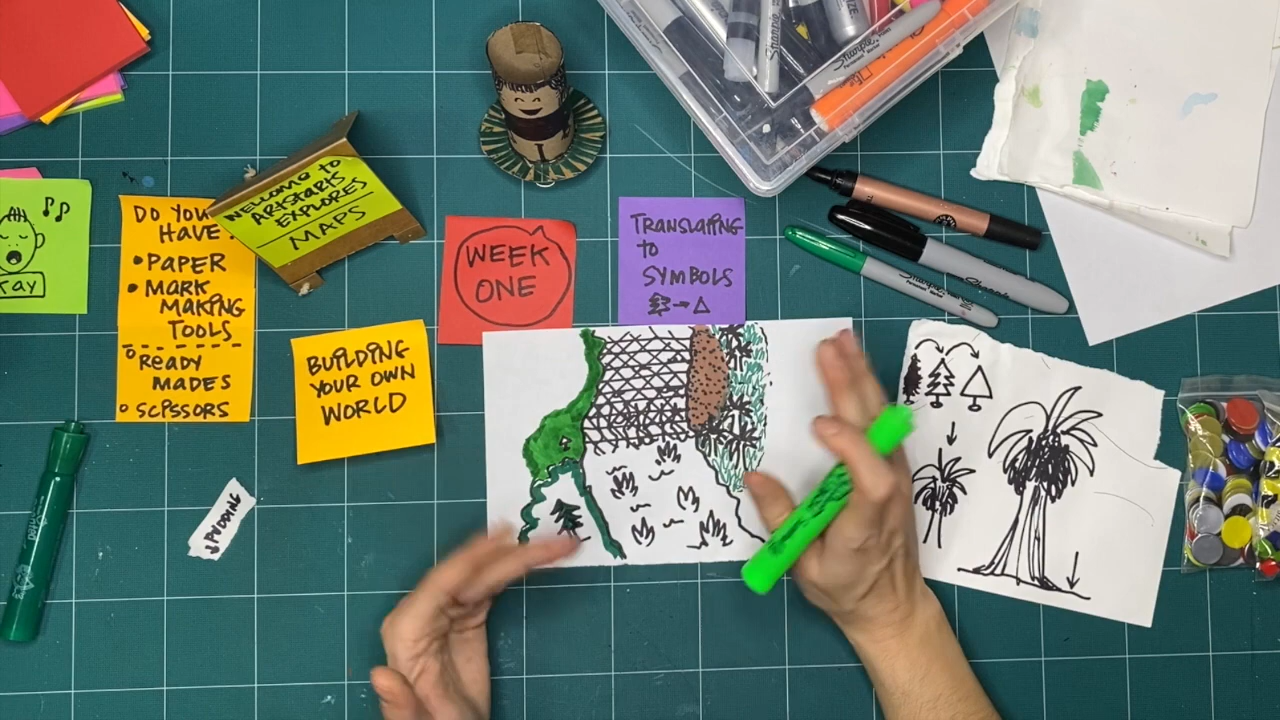 TAY
DO YOU
HAVE?
• PAPER
• MARK
MAKING
TOOLS
° READY
MADES
° SCISSORS
WELCOME to
ARTSTARTS
EXPLORES
MAPS
BUILDING
YOUR OWN
WORLD
WEEK
ONE
TRANSLATING
TO
SYMBOLS
Sharpie
Sharpie